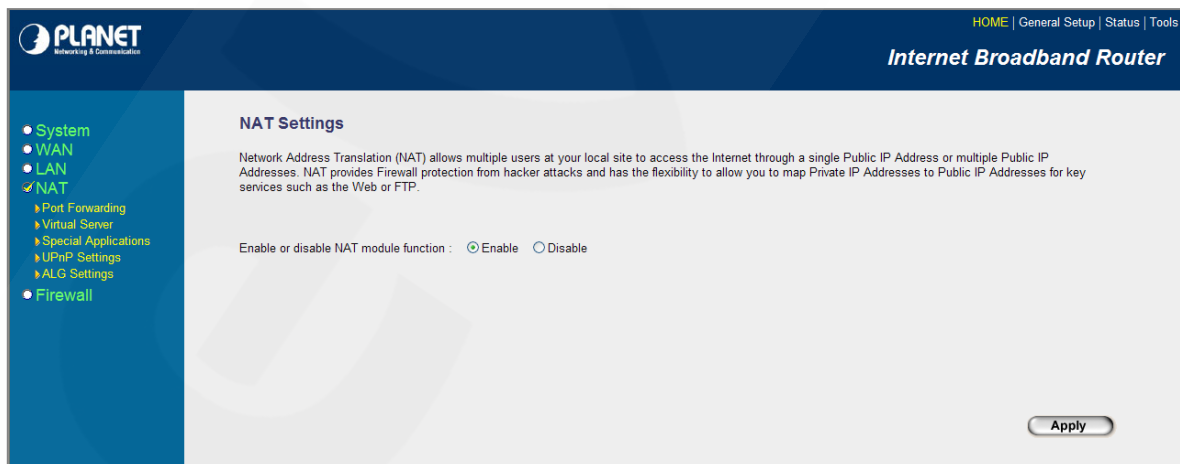 PLANET
Networking & Communication
HOME | General Setup | Status | Tools
Internet Broadband Router
System
WAN
LAN
NAT
Port Forwarding
Virtual Server
Special Applications
UPnP Settings
ALG Settings
Firewall
NAT Settings
Network Address Translation (NAT) allows multiple users at your local site to access the Internet through a single Public IP Address or multiple Public IP
Addresses. NAT provides Firewall protection from hacker attacks and has the flexibility to allow you to map Private IP Addresses to Public IP Addresses for key
services such as the Web or FTP.
Enable or disable NAT module function : Enable Disable
Apply